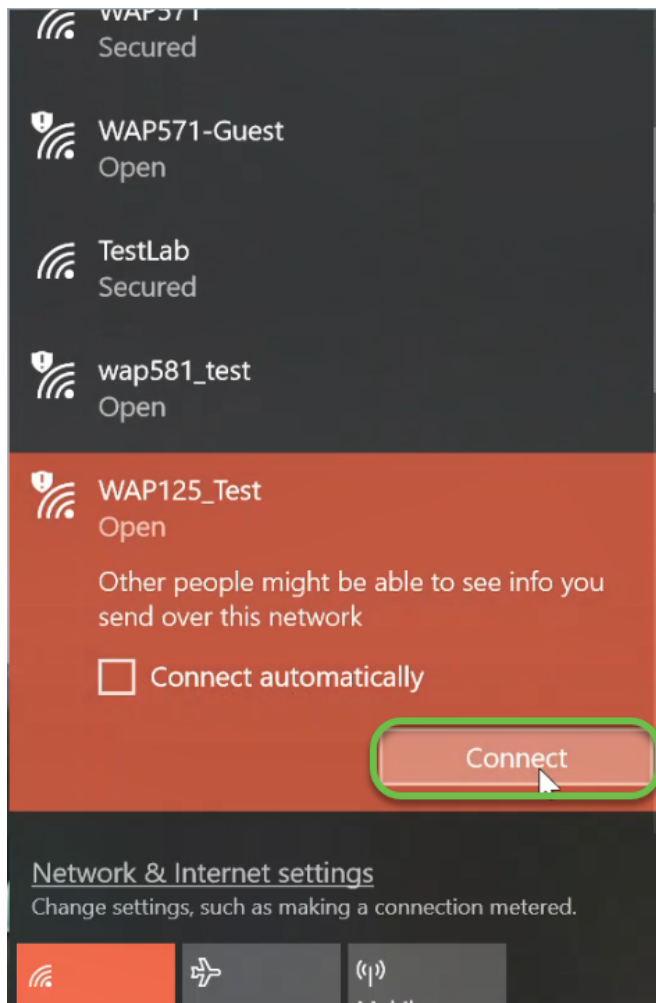 WAP571
Secured
WAP571-Guest
Open
TestLab
Secured
wap581_test
Open
WAP125_Test
Open
Other people might be able to see info you
send over this network
Connect automatically
Connect
Network & Internet settings
Change settings, such as making a connection metered.